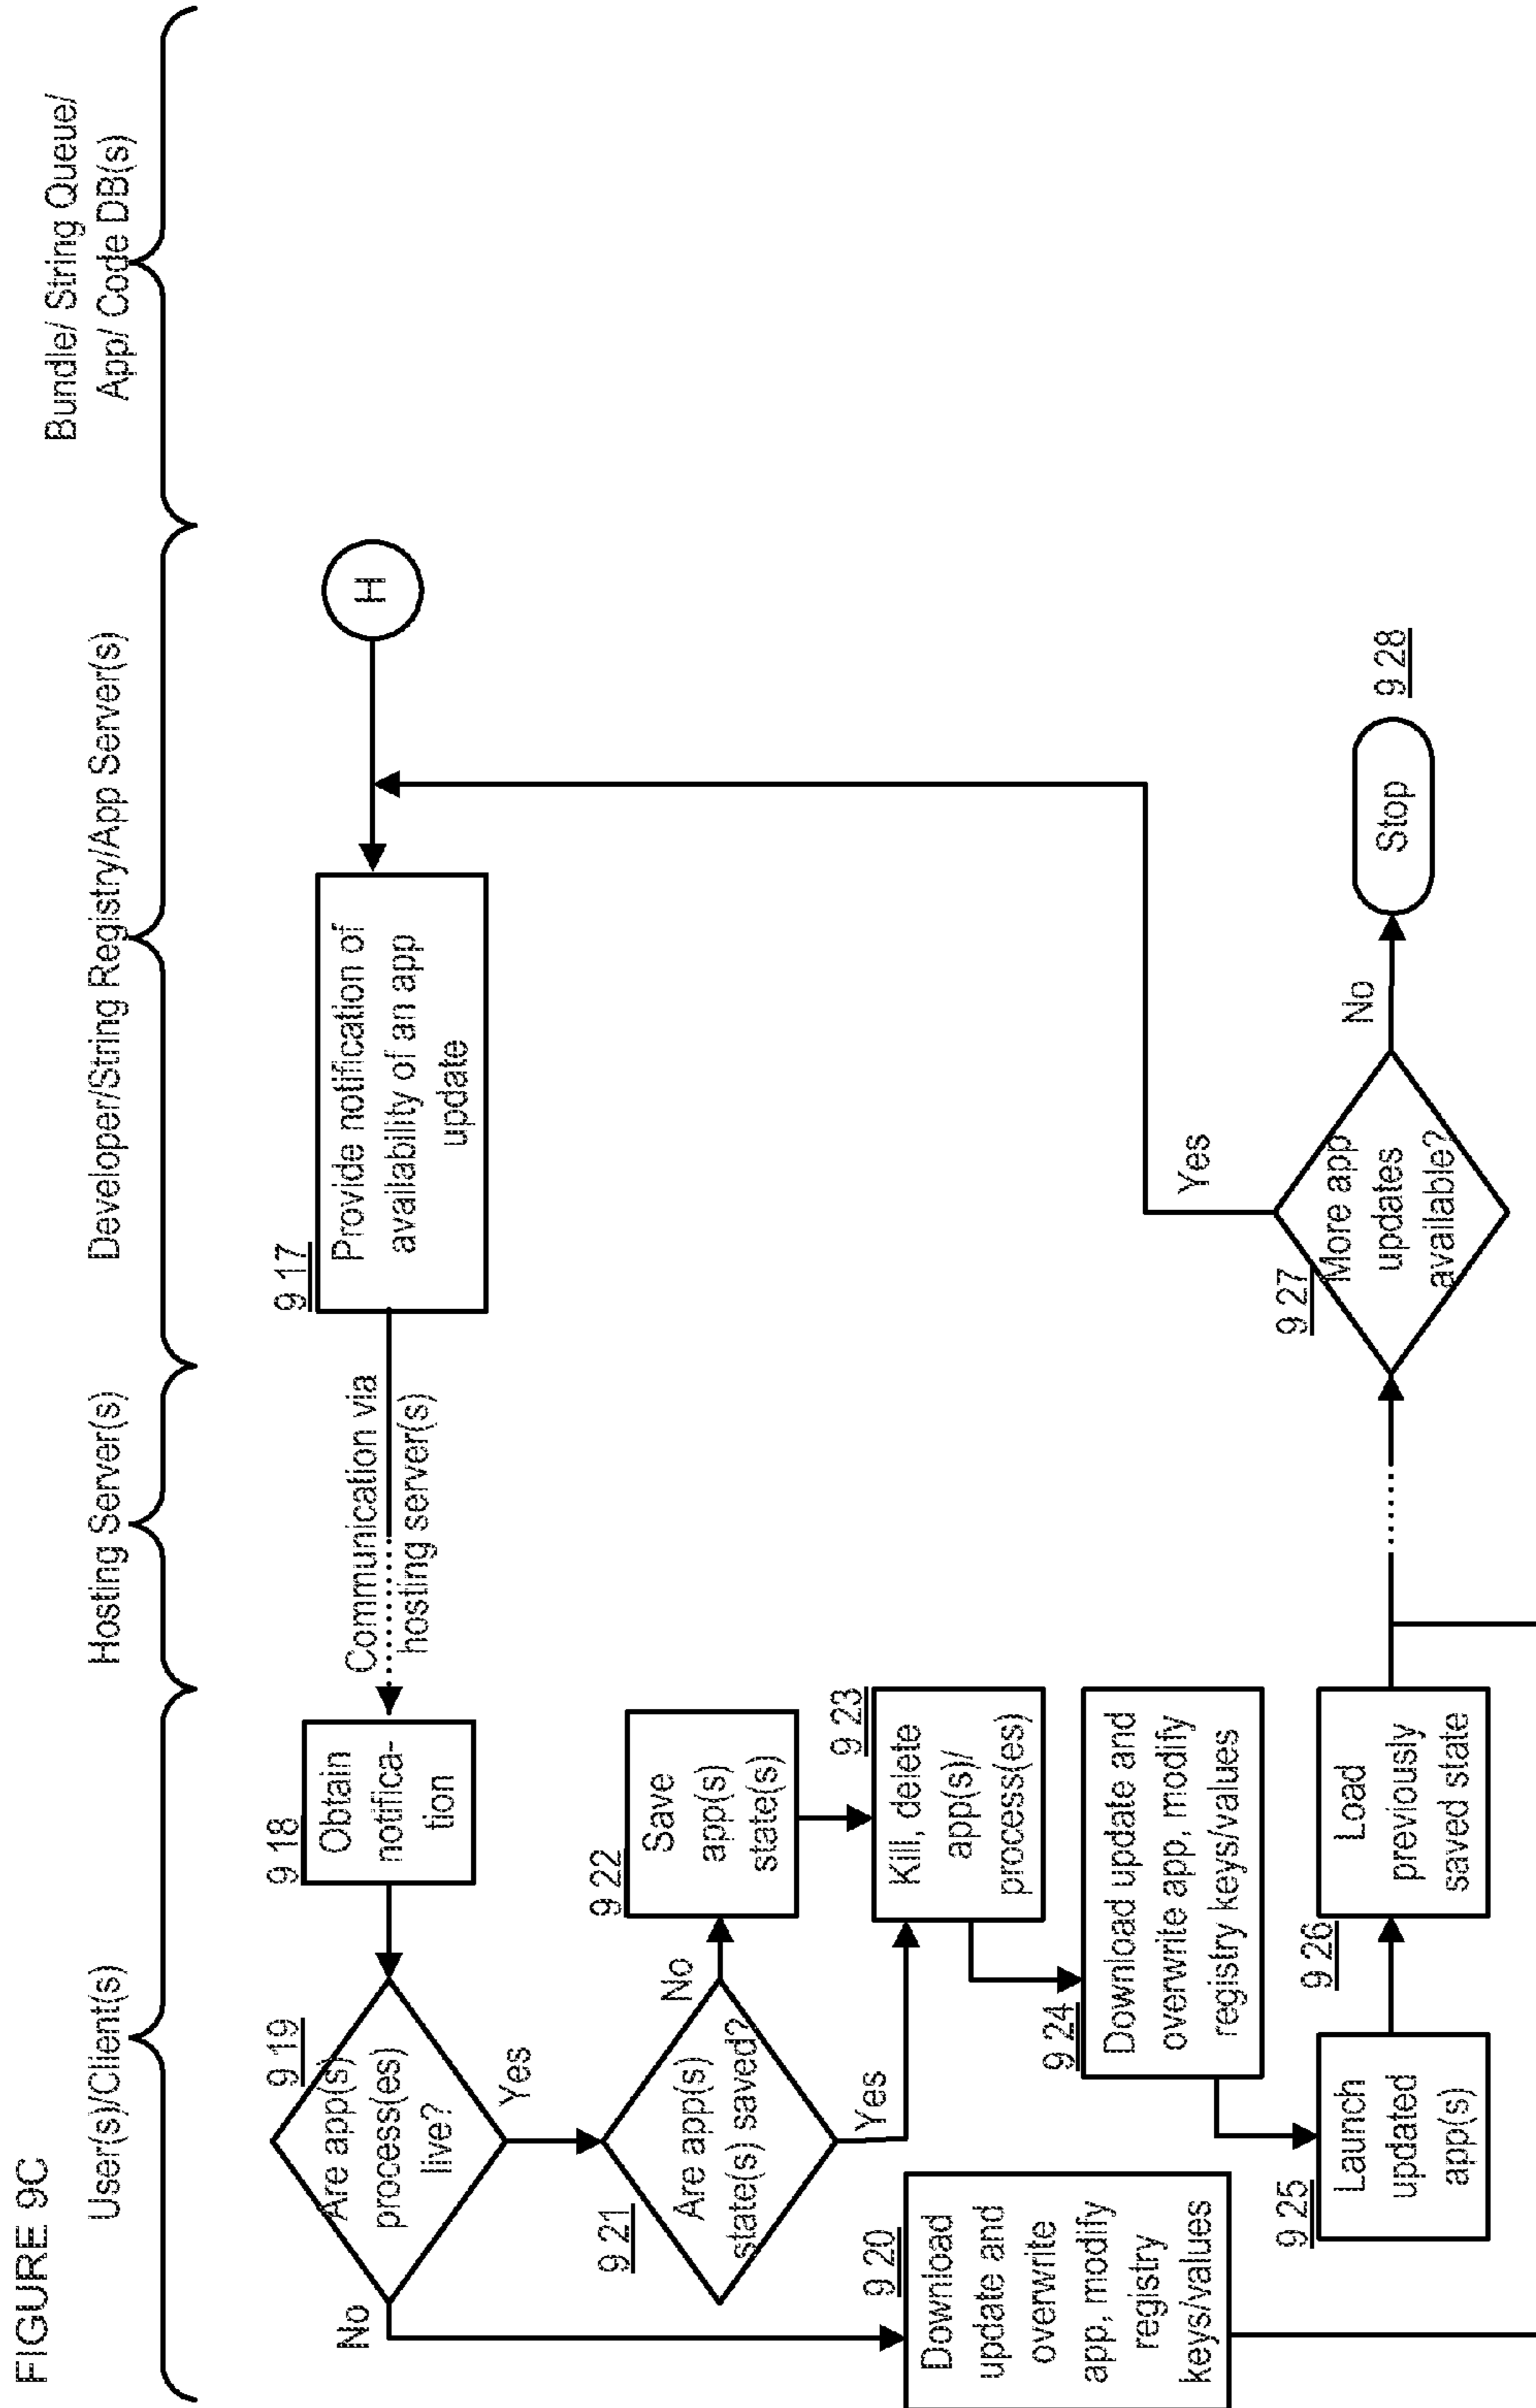 FIGURE 9C
User(s)/Client(s)
Hosting Server(s)
Developer/String Registry/App Server(s)
Bundle/ String Queue/
App/ Code DB(s)
H
9 17
Provide notification of
availability of an app
update
Communication via
hosting server(s)
9 18
Obtain
notifica-
tion
9 19
Are app(s)
process(es)
live?
No
Yes
9 21
Are app(s)
state(s) saved?
No
Yes
9 22
Save
app(s)
state(s)
9 23
Kill, delete
app(s)/
process(es)
9 20
Download
update and
overwrite
app, modify
registry
keys/values
9 24
Download update and
overwrite app, modify
registry keys/values
9 25
Launch
updated
app(s)
9 26
Load
previously
saved state
9 27
More app
updates
available?
Yes
No
Stop
9 28